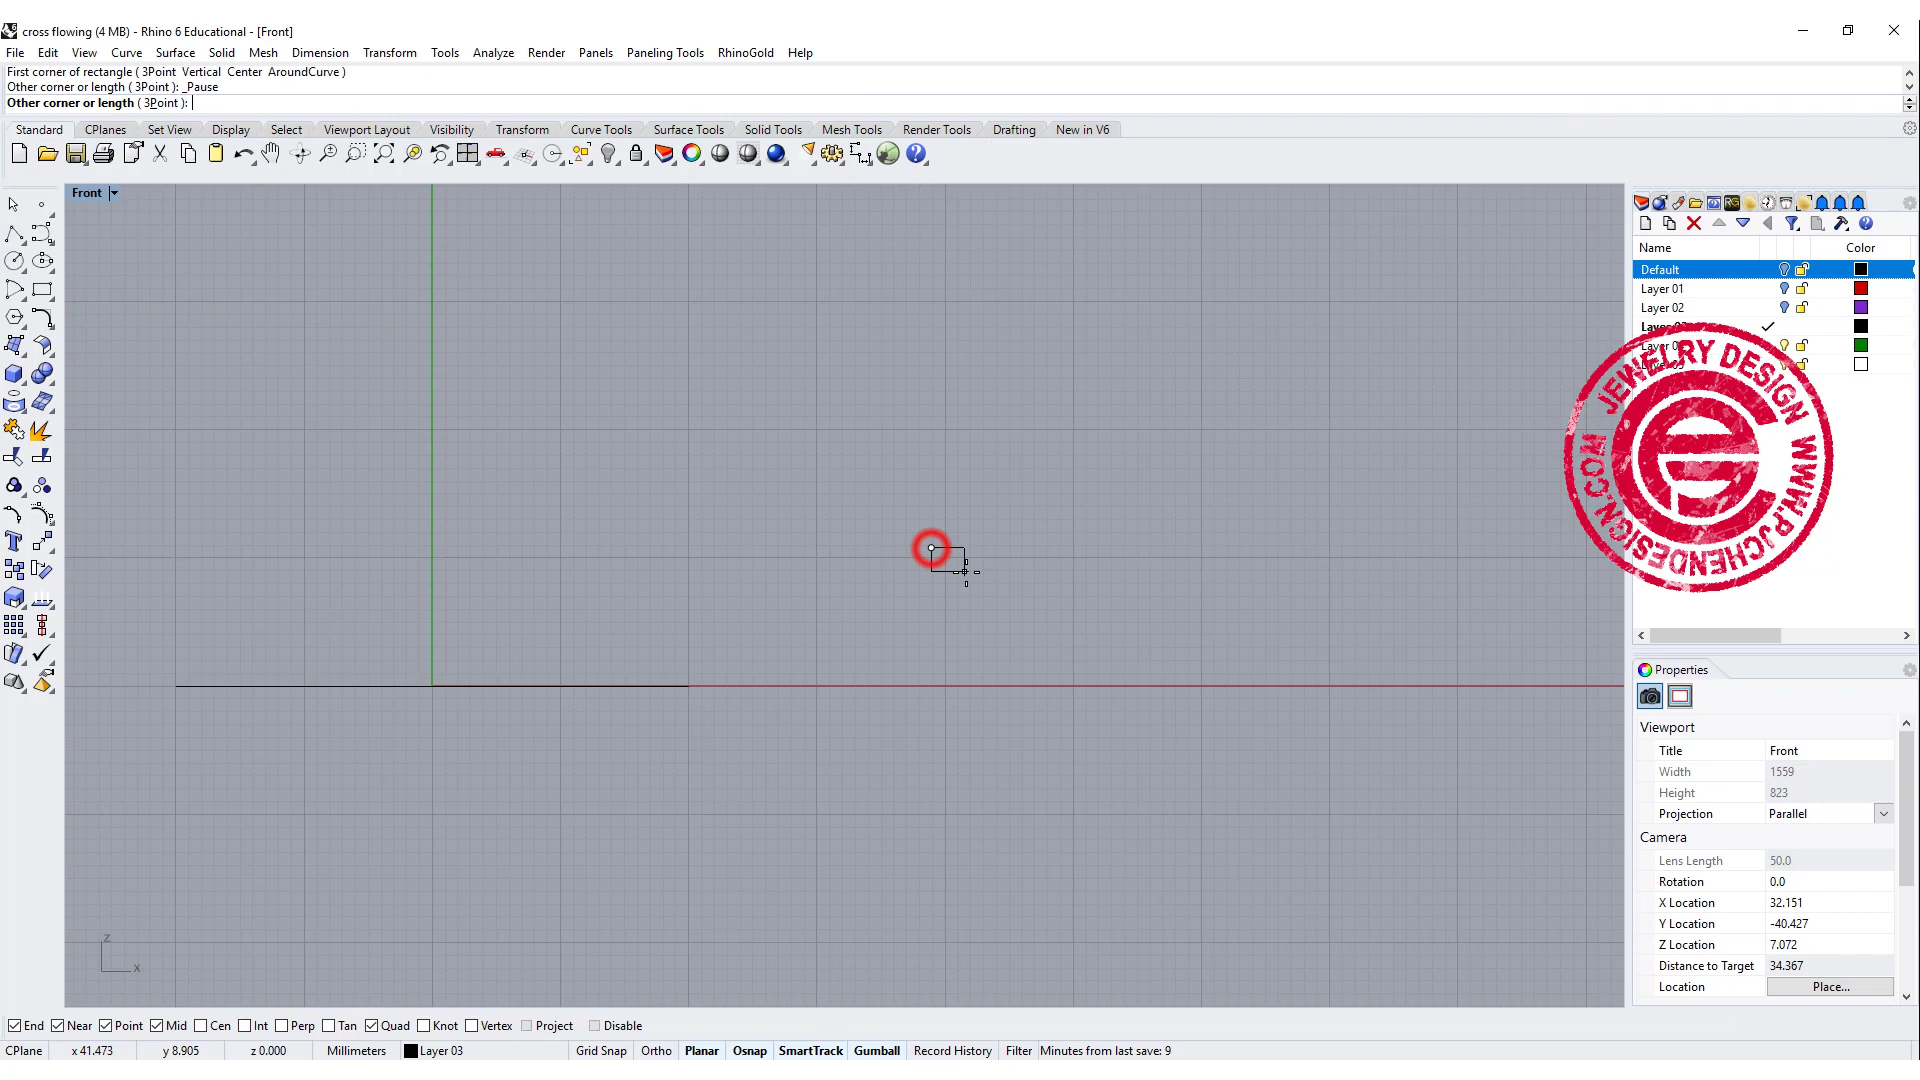 cross flowing (4 MB) - Rhino 6 Educational - [Front]
File Edit View Curve Surface Solid Mesh Dimension Transform Tools Analyze Render Panels Paneling Tools RhinoGold Help
First corner of rectangle ( 3Point Vertical Center AroundCurve )
Other corner or length ( 3Point ): _Pause
Other corner or length ( 3Point ):
Standard CPlanes Set View Display Select Viewport Layout Visibility Transform Curve Tools Surface Tools Solid Tools Mesh Tools Render Tools Drafting New in V6
Front
Name Color
Default
Layer 01
Layer 02
JEWELRY DESIGN WWW.PJCHENDESIGN.COM
Properties
Viewport
Title Front
Width 1559
Height 823
Projection Parallel
Camera
Lens Length 50.0
Rotation 0.0
X Location 32.151
Y Location -40.427
Z Location 7.072
Distance to Target 34.367
Location Place...
z
x
End Near Point Mid Cen Int Perp Tan Quad Knot Vertex Project Disable
CPlane x 41.473 y 8.905 z 0.000 Millimeters Layer 03 Grid Snap Ortho Planar Osnap SmartTrack Gumball Record History Filter Minutes from last save: 9